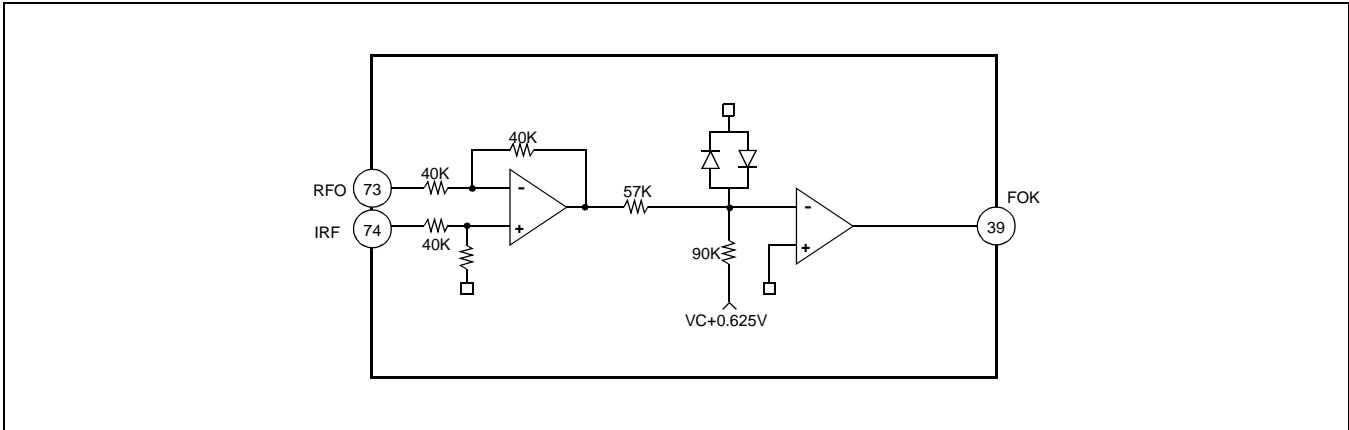 40K
RFO 73 40K - 57K - FOK
IRF 74 40K + 90K + 39
VC+0.625V